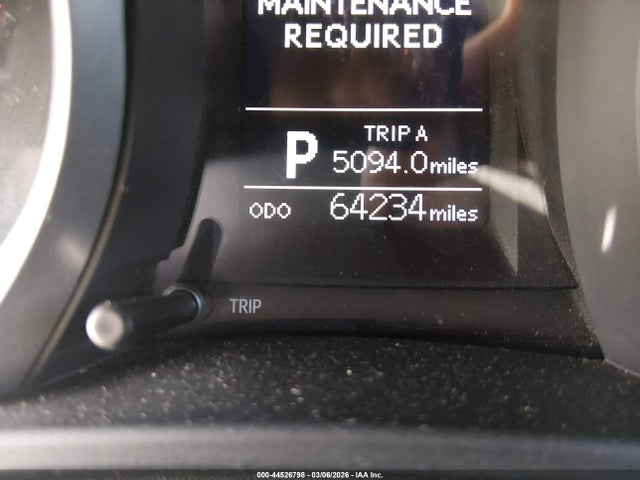 MAINTENANCE
REQUIRED
TRIP A
P 5094.0 miles
ODO 64234 miles
TRIP
000-44526798 - 03/06/2026 - IAA Inc.